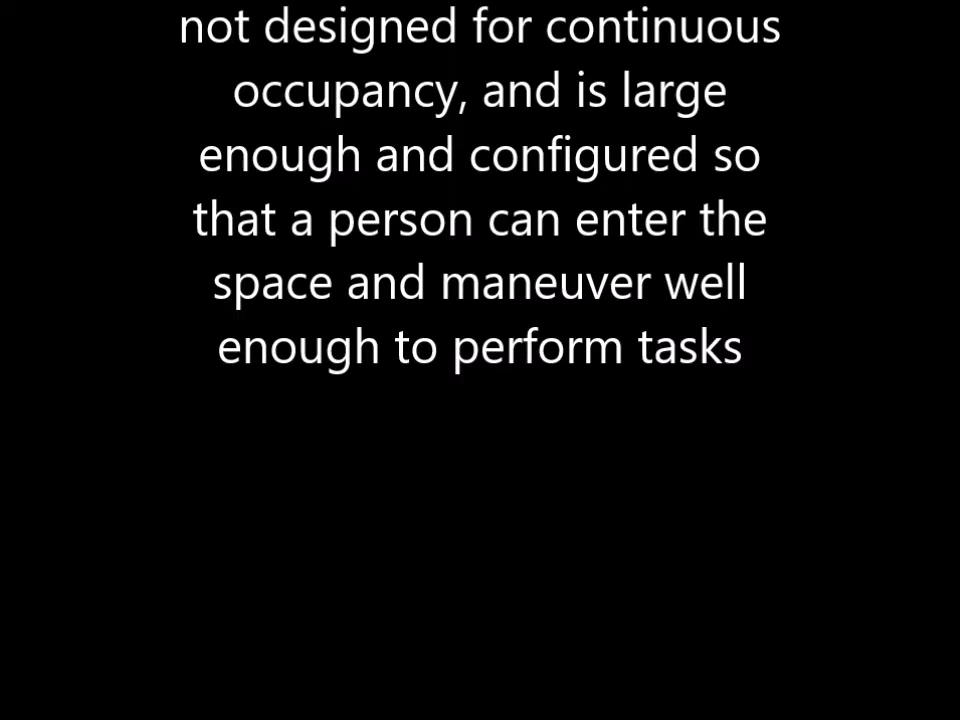 not designed for continuous
occupancy, and is large
enough and configured so
that a person can enter the
space and maneuver well
enough to perform tasks